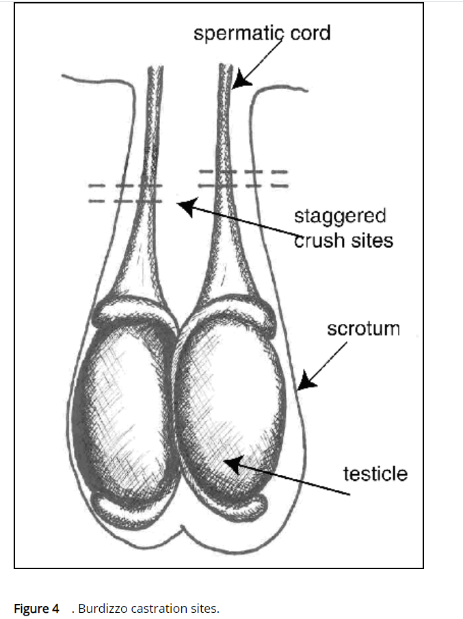 spermatic cord
staggered
crush sites
scrotum
testicle
Figure 4 . Burdizzo castration sites.